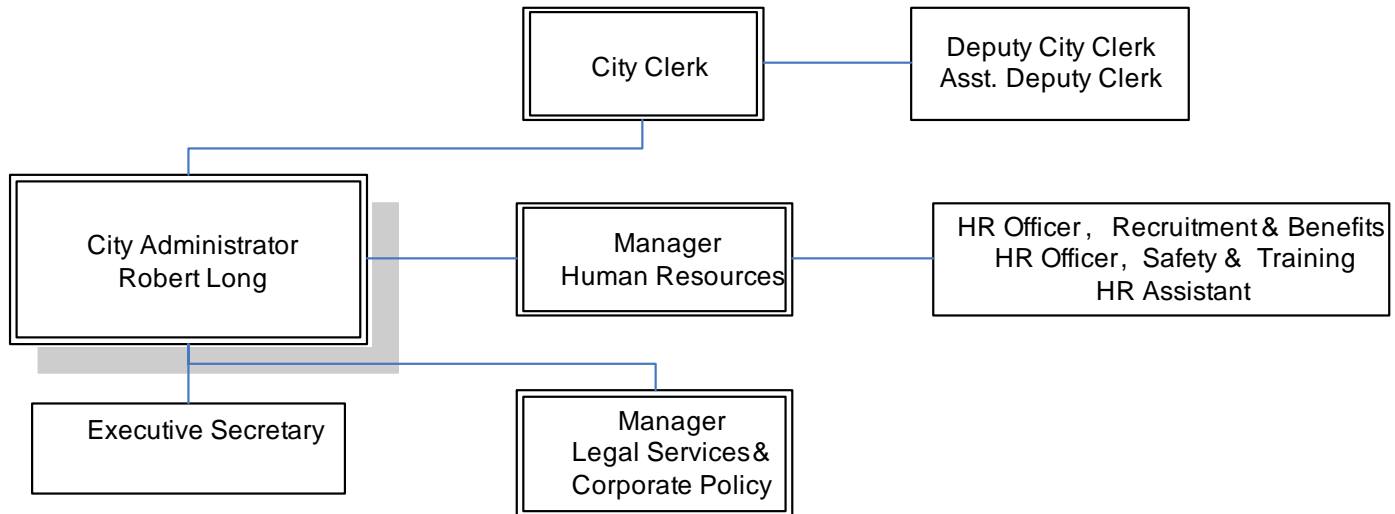 City Clerk
Deputy City Clerk
Asst. Deputy Clerk
City Administrator
Robert Long
Manager
Human Resources
HR Officer, Recruitment & Benefits
HR Officer, Safety & Training
HR Assistant
Executive Secretary
Manager
Legal Services &
Corporate Policy